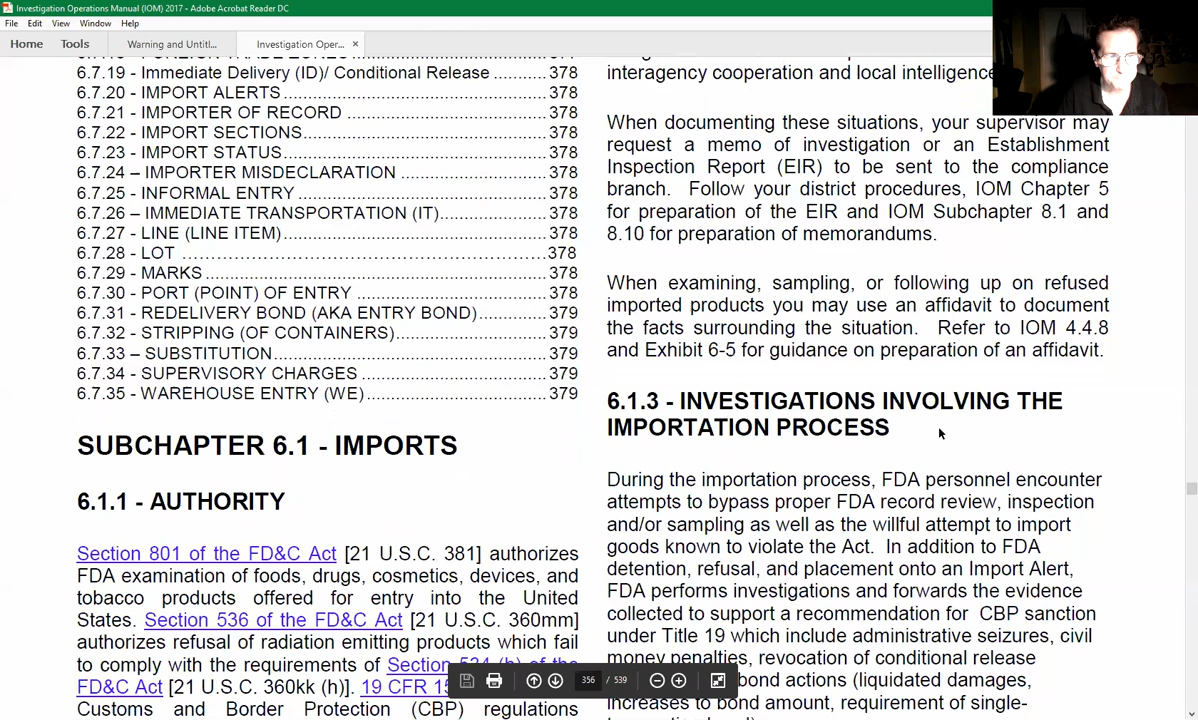 Investigation Operations Manual (IOM) 2017 - Adobe Acrobat Reader DC
File Edit View Window Help
Home Tools Warning and Untitl... Investigation Oper... ×
6.7.19 - Immediate Delivery (ID)/ Conditional Release .......... 378
6.7.20 - IMPORT ALERTS .......... 378
6.7.21 - IMPORTER OF RECORD .......... 378
6.7.22 - IMPORT SECTIONS .......... 378
6.7.23 - IMPORT STATUS .......... 378
6.7.24 – IMPORTER MISDECLARATION .......... 378
6.7.25 - INFORMAL ENTRY .......... 378
6.7.26 – IMMEDIATE TRANSPORTATION (IT) .......... 378
6.7.27 - LINE (LINE ITEM) .......... 378
6.7.28 - LOT .......... 378
6.7.29 - MARKS .......... 378
6.7.30 - PORT (POINT) OF ENTRY .......... 378
6.7.31 - REDELIVERY BOND (AKA ENTRY BOND) .......... 379
6.7.32 - STRIPPING (OF CONTAINERS) .......... 379
6.7.33 – SUBSTITUTION .......... 379
6.7.34 - SUPERVISORY CHARGES .......... 379
6.7.35 - WAREHOUSE ENTRY (WE) .......... 379
SUBCHAPTER 6.1 - IMPORTS
6.1.1 - AUTHORITY
Section 801 of the FD&C Act [21 U.S.C. 381] authorizes
FDA examination of foods, drugs, cosmetics, devices, and
tobacco products offered for entry into the United
States. Section 536 of the FD&C Act [21 U.S.C. 360mm]
authorizes refusal of radiation emitting products which fail
to comply with the requirements of Section 534 (h) of the
FD&C Act [21 U.S.C. 360kk (h)]. 19 CFR 15
Customs and Border Protection (CBP) regulations
interagency cooperation and local intelligence
When documenting these situations, your supervisor may
request a memo of investigation or an Establishment
Inspection Report (EIR) to be sent to the compliance
branch. Follow your district procedures, IOM Chapter 5
for preparation of the EIR and IOM Subchapter 8.1 and
8.10 for preparation of memorandums.
When examining, sampling, or following up on refused
imported products you may use an affidavit to document
the facts surrounding the situation. Refer to IOM 4.4.8
and Exhibit 6-5 for guidance on preparation of an affidavit.
6.1.3 - INVESTIGATIONS INVOLVING THE
IMPORTATION PROCESS
During the importation process, FDA personnel encounter
attempts to bypass proper FDA record review, inspection
and/or sampling as well as the willful attempt to import
goods known to violate the Act. In addition to FDA
detention, refusal, and placement onto an Import Alert,
FDA performs investigations and forwards the evidence
collected to support a recommendation for CBP sanction
under Title 19 which include administrative seizures, civil
money penalties, revocation of conditional release
bond actions (liquidated damages,
increases to bond amount, requirement of single-
356 / 539